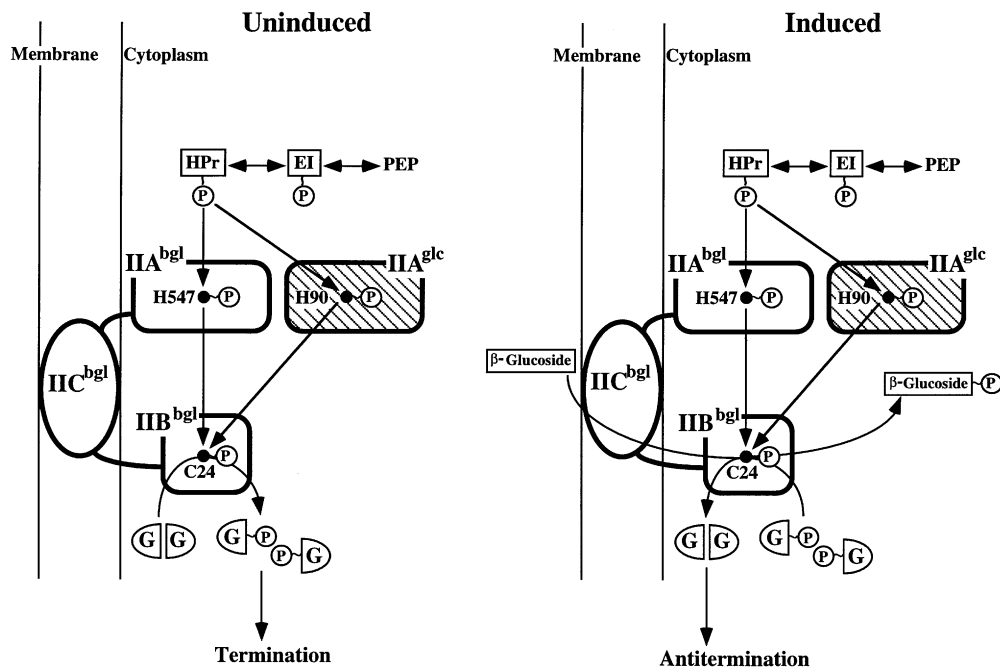 Uninduced
Membrane
Cytoplasm
HPr
EI
PEP
P
P
IIAbgl
IIAglc
H547
P
H90
P
IICbgl
IIBbgl
P
C24
G G
G P
P G
Termination
Induced
Membrane
Cytoplasm
HPr
EI
PEP
P
P
IIAbgl
IIAglc
H547
P
H90
P
β-Glucoside
IICbgl
β-Glucoside P
IIBbgl
P
C24
G G
G P
P G
Antitermination